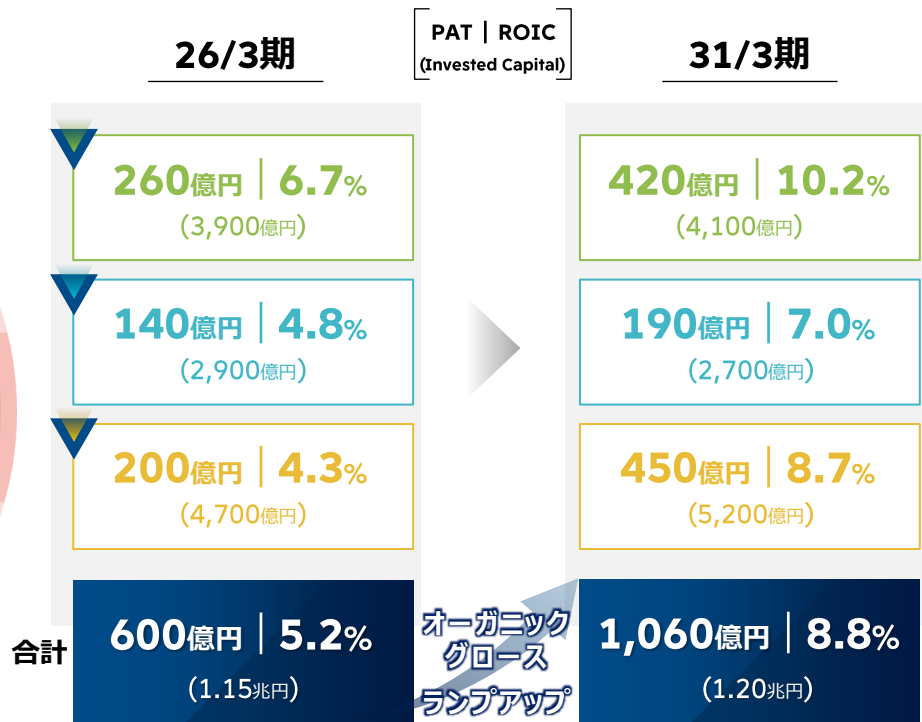 26/3期
PAT | ROIC
(Invested Capital)
31/3期
260億円 | 6.7%
(3,900億円)
420億円 | 10.2%
(4,100億円)
140億円 | 4.8%
(2,900億円)
190億円 | 7.0%
(2,700億円)
200億円 | 4.3%
(4,700億円)
450億円 | 8.7%
(5,200億円)
合計
600億円 | 5.2%
(1.15兆円)
オーガニック
グロース
ランプアップ
1,060億円 | 8.8%
(1.20兆円)